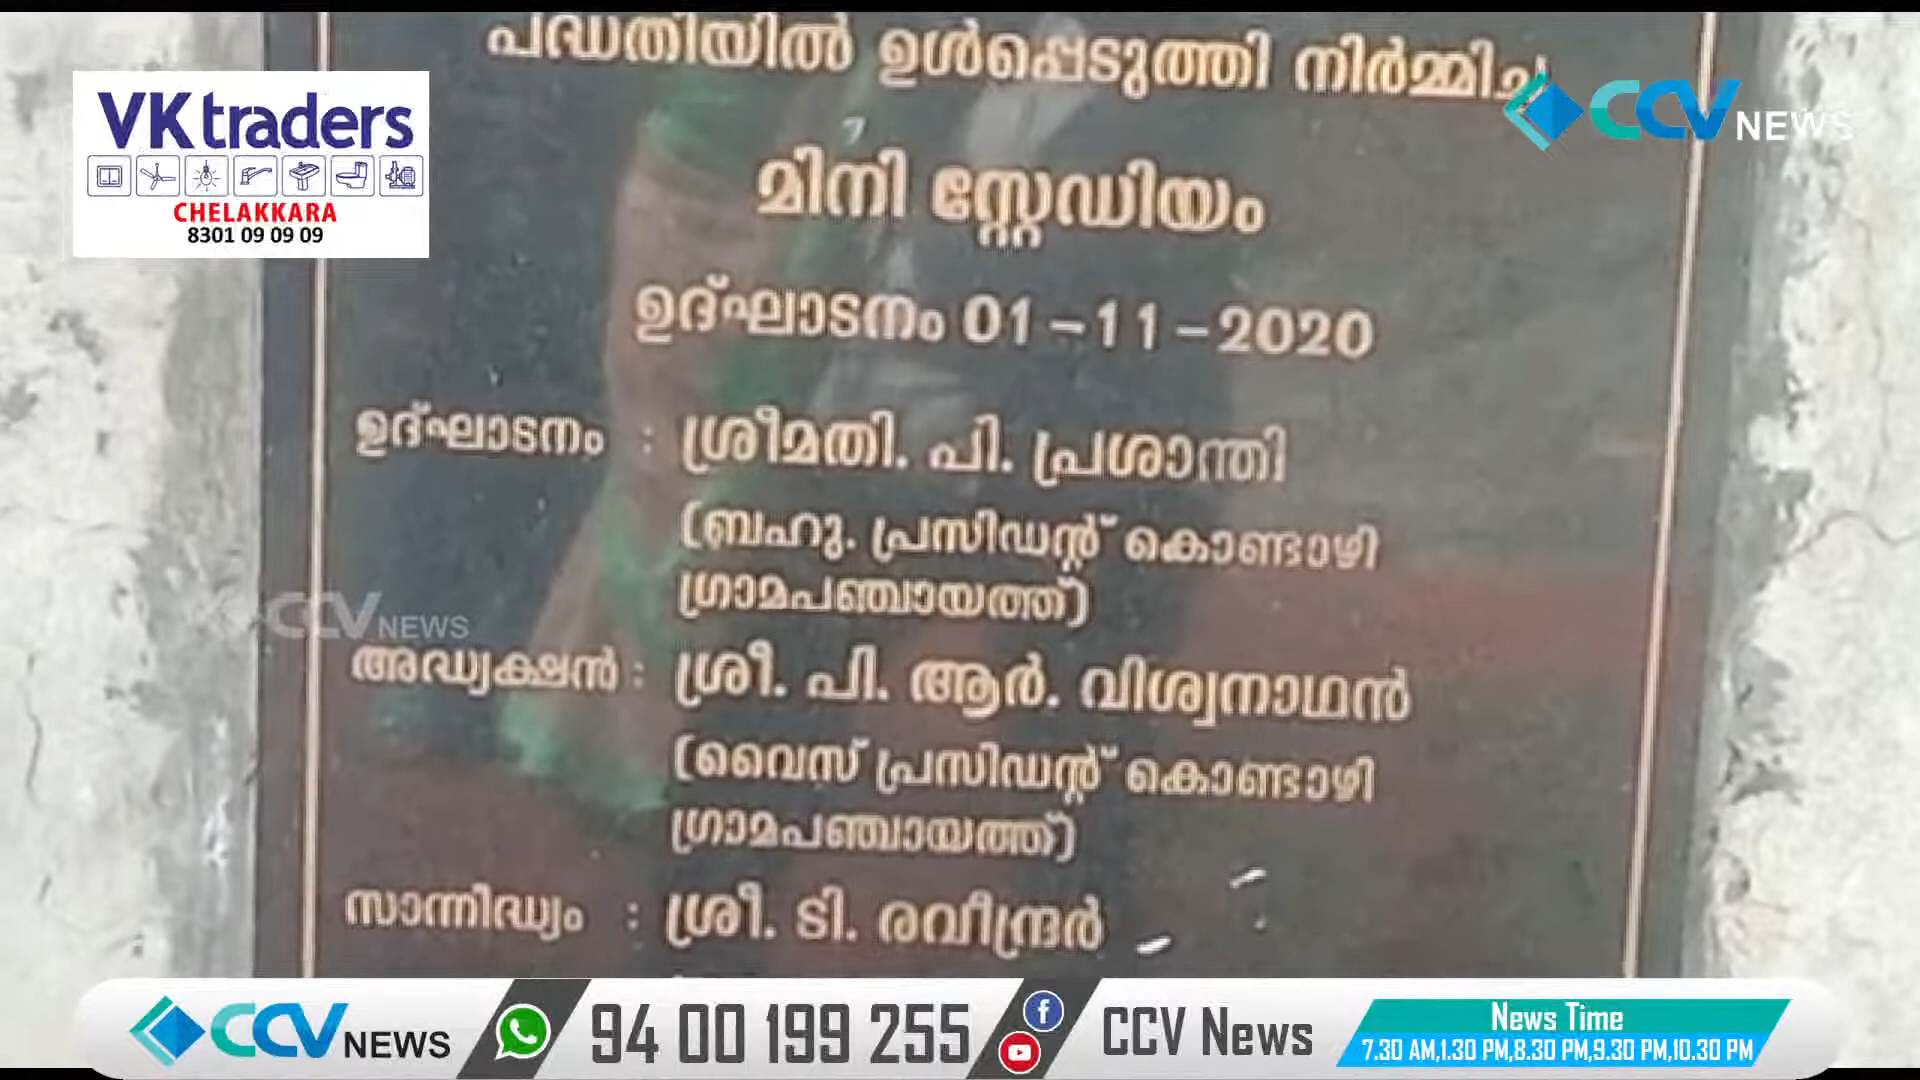 പദ്ധതിയിൽ ഉൾപ്പെടുത്തി നിർമ്മിച്ച
VK traders
CHELAKKARA
8301 09 09 09
CCV NEWS
മിനി സ്റ്റേഡിയം
ഉദ്ഘാടനം 01-11-2020
ഉദ്ഘാടനം : ശ്രീമതി. പി. പ്രശാന്തി
(ബഹു. പ്രസിഡന്റ് കൊണ്ടാഴി
ഗ്രാമപഞ്ചായത്ത്)
CCV NEWS
അദ്ധ്യക്ഷൻ : ശ്രീ. പി. ആർ. വിശ്വനാഥൻ
(വൈസ് പ്രസിഡന്റ് കൊണ്ടാഴി
ഗ്രാമപഞ്ചായത്ത്)
സാന്നിദ്ധ്യം : ശ്രീ. ടി. രവീന്ദ്രർ
CCV NEWS
94 00 199 255
CCV News
News Time
7.30 AM,1.30 PM,8.30 PM,9.30 PM,10.30 PM